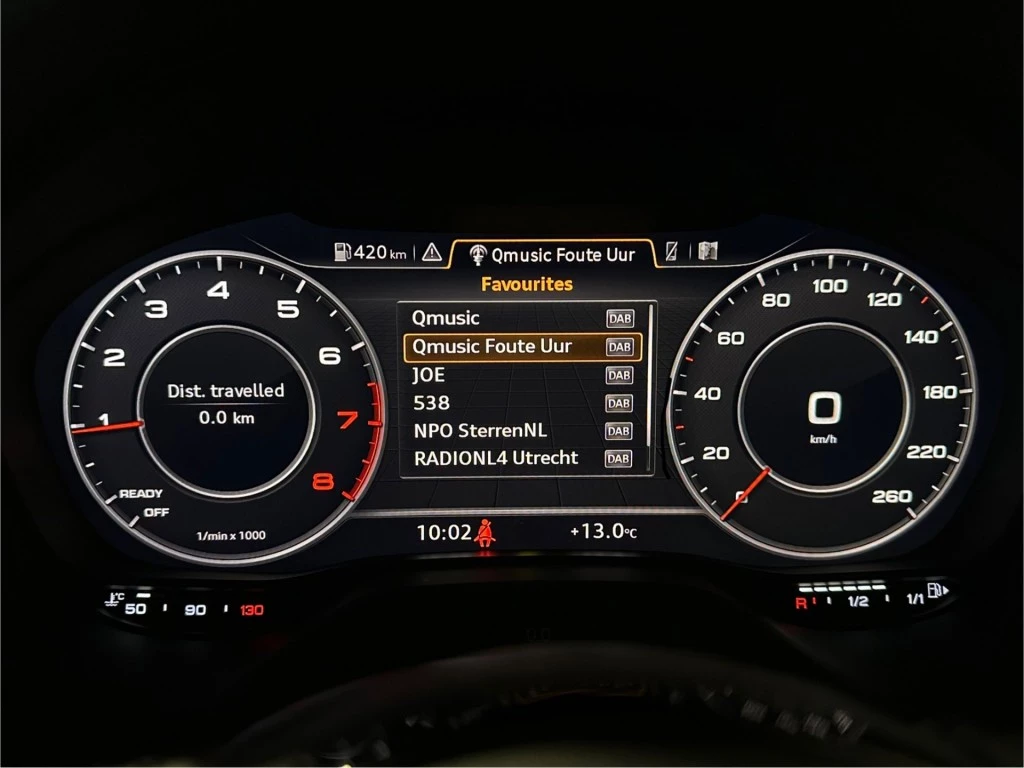 420 km
Qmusic Foute Uur
Favourites
Qmusic DAB
Qmusic Foute Uur DAB
JOE DAB
538 DAB
NPO SterrenNL DAB
RADIONL4 Utrecht DAB
10:02
+13.0°C
Dist. travelled
0.0 km
OFF
READY
1
2
3
4
5
6
7
8
1/min x 1000
0
20
40
60
80
100
120
140
180
220
260
0
km/h
°C
50 90 130
R 1/2 1/1